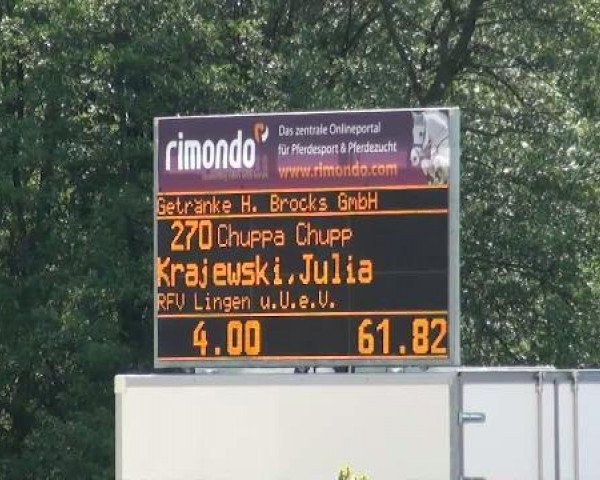 rimondo
Das zentrale Onlineportal
für Pferdesport & Pferdezucht
www.rimondo.com
Getränke H. Brocks GmbH
270 Chuppa Chupp
Krajewski,Julia
RFV Lingen u.U.e.V.
4.00 61.82